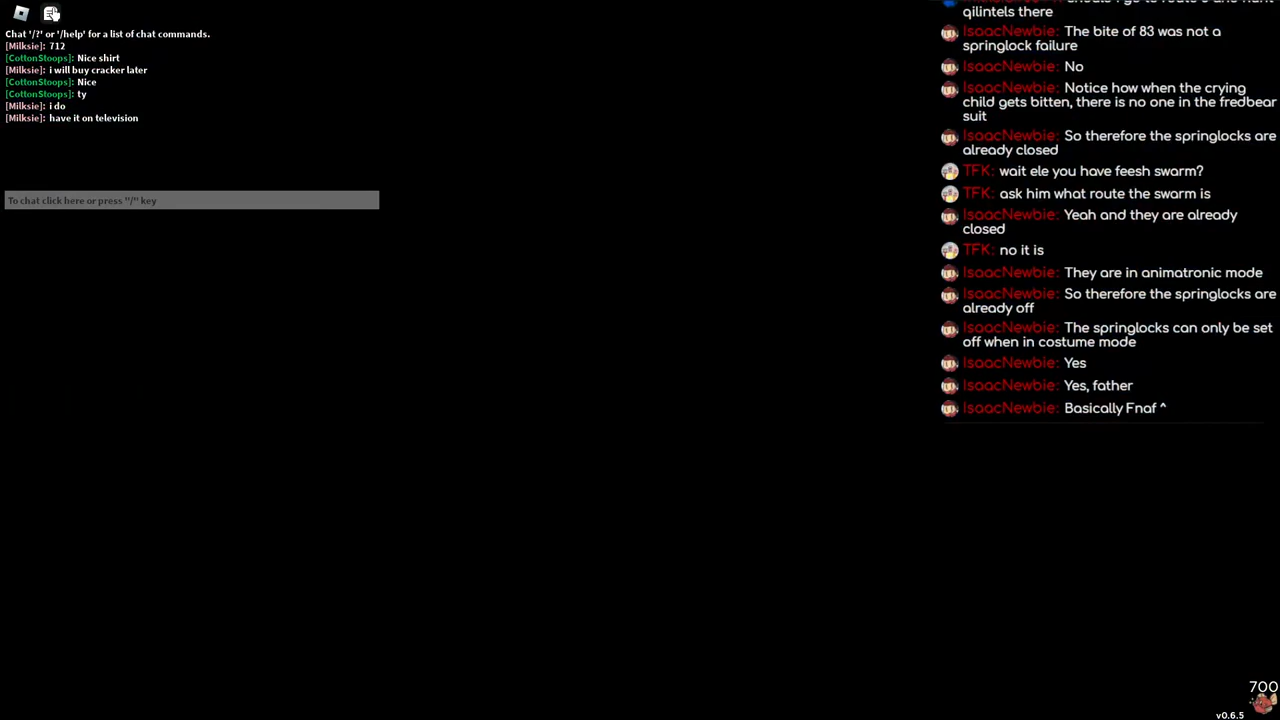 Chat '/?' or '/help' for a list of chat commands.
[Milksie]: 712
[CottonStoops]: Nice shirt
[Milksie]: i will buy cracker later
[CottonStoops]: Nice
[CottonStoops]: ty
[Milksie]: i do
[Milksie]: have it on television
To chat click here or press "/" key
qilintels there
IsaacNewbie: The bite of 83 was not a
springlock failure
IsaacNewbie: No
IsaacNewbie: Notice how when the crying
child gets bitten, there is no one in the fredbear
suit
IsaacNewbie: So therefore the springlocks are
already closed
TFK: wait ele you have feesh swarm?
TFK: ask him what route the swarm is
IsaacNewbie: Yeah and they are already
closed
TFK: no it is
IsaacNewbie: They are in animatronic mode
IsaacNewbie: So therefore the springlocks are
already off
IsaacNewbie: The springlocks can only be set
off when in costume mode
IsaacNewbie: Yes
IsaacNewbie: Yes, father
IsaacNewbie: Basically Fnaf ^
700
v0.6.5